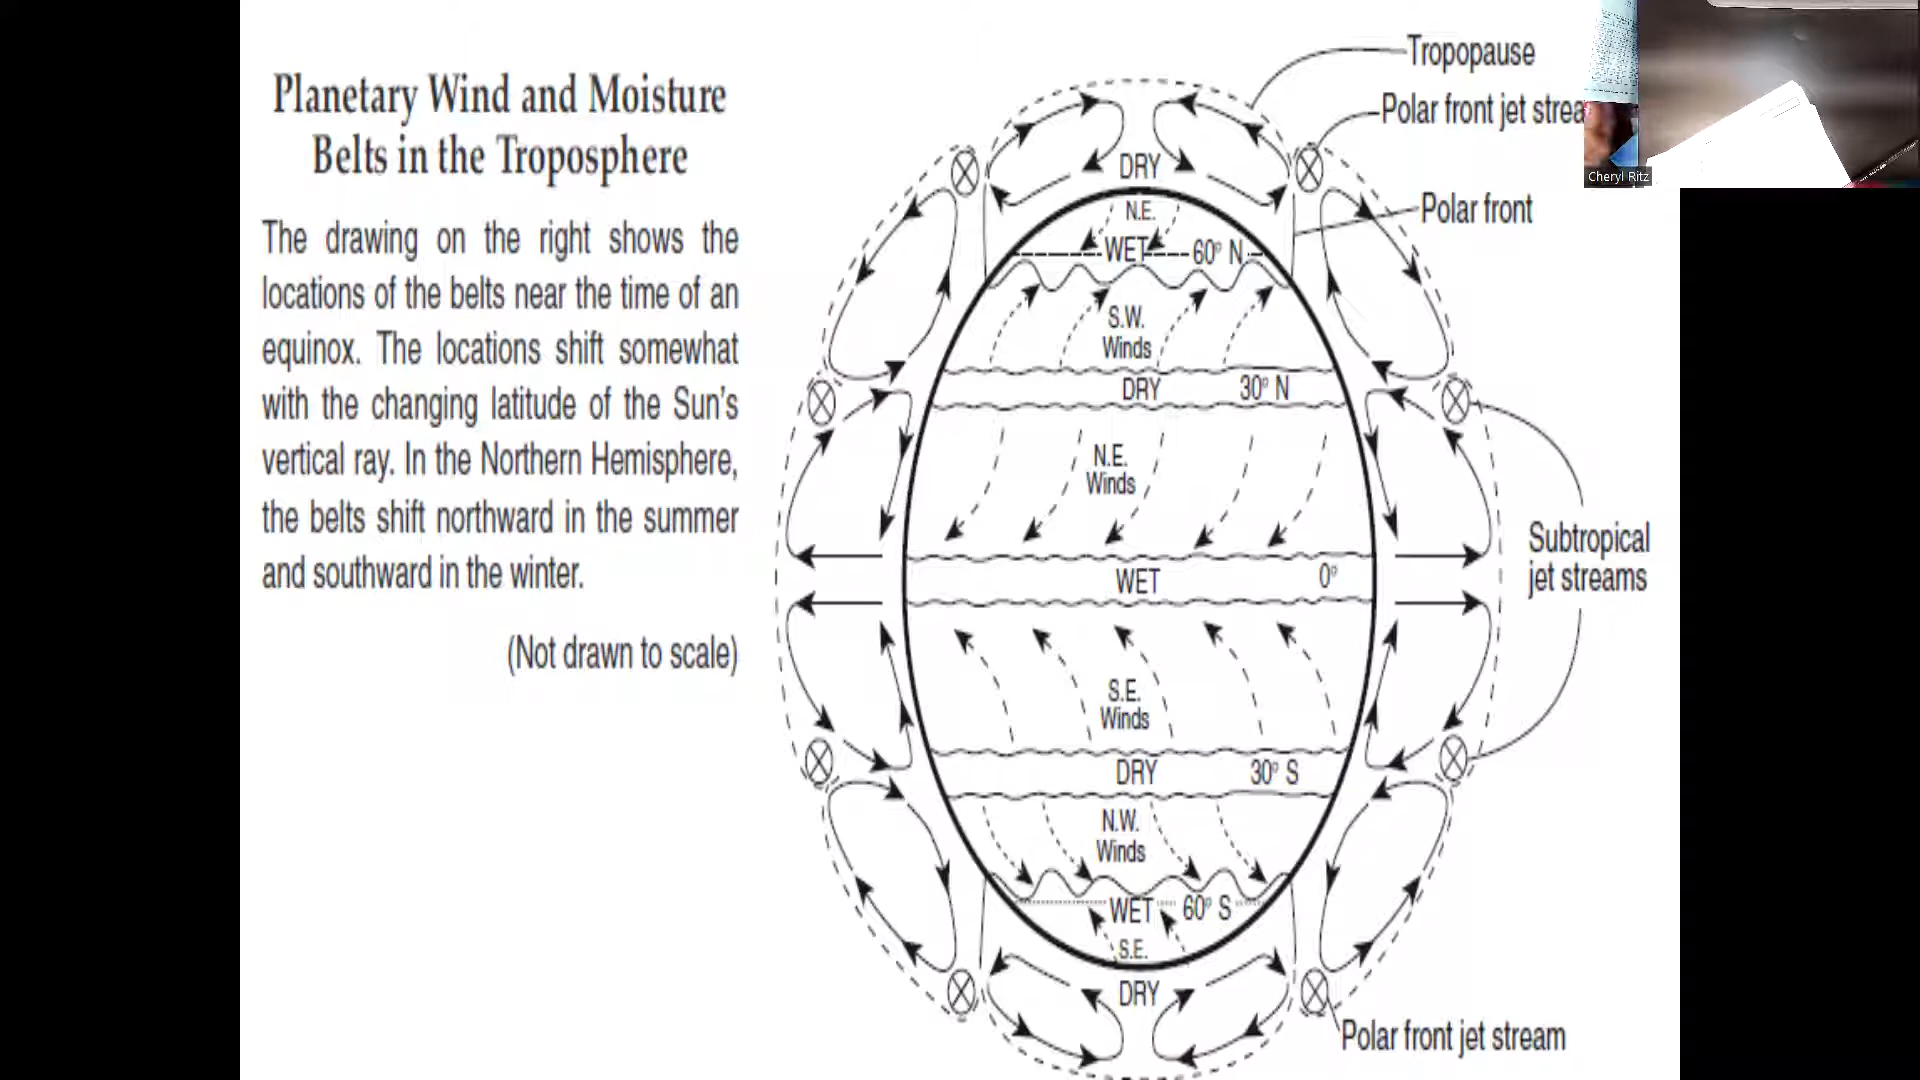 Planetary Wind and Moisture
Belts in the Troposphere
The drawing on the right shows the
locations of the belts near the time of an
equinox. The locations shift somewhat
with the changing latitude of the Sun's
vertical ray. In the Northern Hemisphere,
the belts shift northward in the summer
and southward in the winter.
(Not drawn to scale)
Tropopause
Polar front jet strea
Cheryl Ritz
DRY
Polar front
N.E.
WET 60° N
S.W.
Winds
DRY 30° N
N.E.
Winds
Subtropical
jet streams
WET 0°
S.E.
Winds
DRY 30° S
N.W.
Winds
WET 60° S
S.E.
DRY
Polar front jet stream